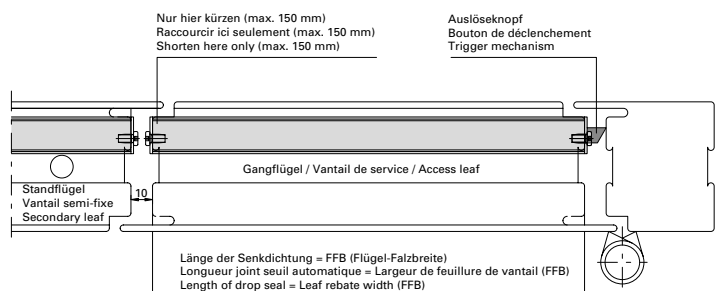 Nur hier kürzen (max. 150 mm)
Raccourcir ici seulement (max. 150 mm)
Shorten here only (max. 150 mm)
Auslöseknopf
Bouton de déclenchement
Trigger mechanism
Gangflügel / Vantail de service / Access leaf
Standflügel
Vantail semi-fixe
Secondary leaf
10
Länge der Senkdichtung = FFB (Flügel-Falzbreite)
Longueur joint seuil automatique = Largeur de feuillure de vantail (FFB)
Length of drop seal = Leaf rebate width (FFB)